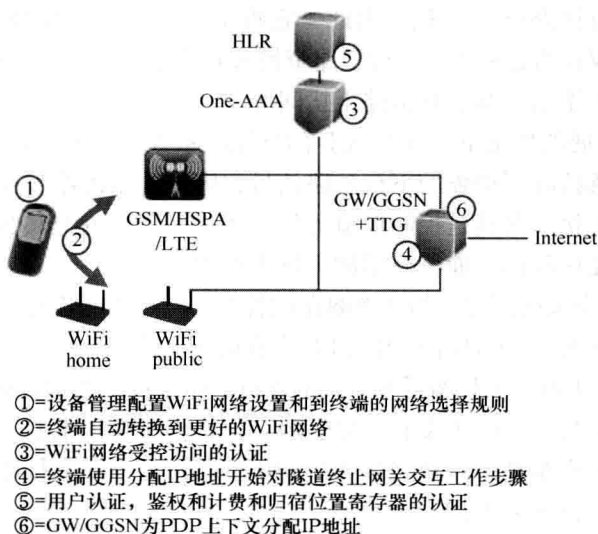 HLR
⑤
One-AAA
③
①
②
GSM/HSPA
/LTE
GW/GGSN
+TTG
⑥
④
Internet
WiFi
home
WiFi
public
①=设备管理配置WiFi网络设置和到终端的网络选择规则
②=终端自动转换到更好的WiFi网络
③=WiFi网络受控访问的认证
④=终端使用分配IP地址开始对隧道终止网关交互工作步骤
⑤=用户认证，鉴权和计费和归宿位置寄存器的认证
⑥=GW/GGSN为PDP上下文分配IP地址